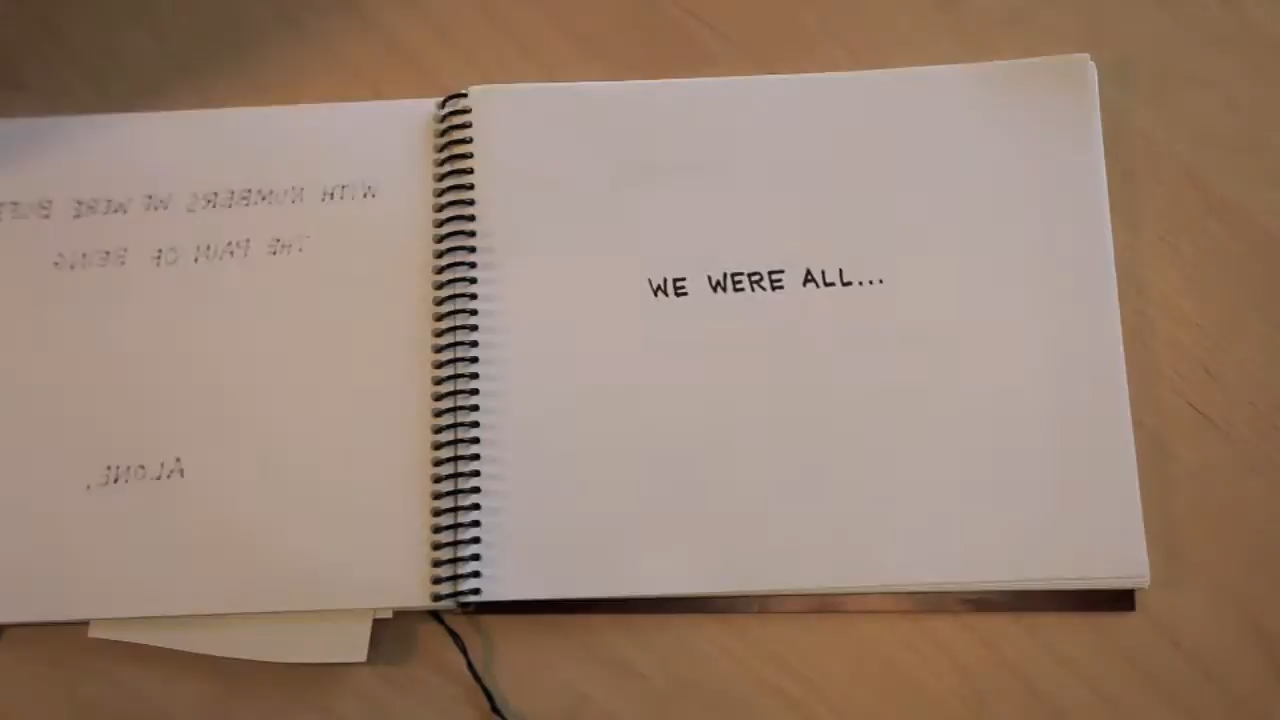 WITH NUMBERS WE WERE
THE PAIN OF BEING
ALONE,
WE WERE ALL...